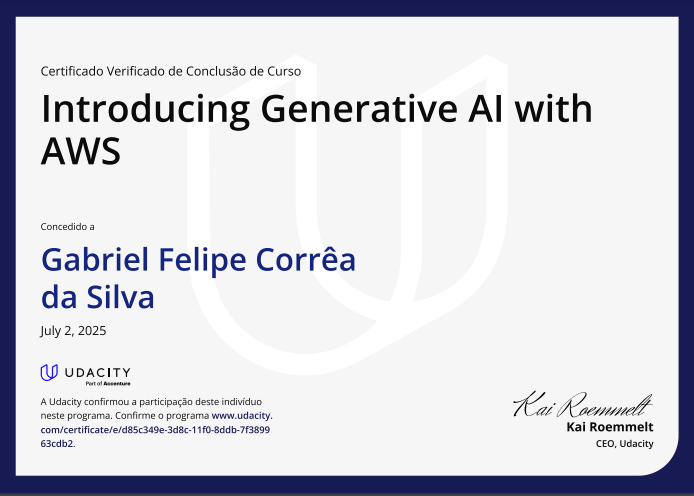 Certificado Verificado de Conclusão de Curso
Introducing Generative AI with
AWS
Concedido a
Gabriel Felipe Corrêa
da Silva
July 2, 2025
UDACITY
Part of Accenture
A Udacity confirmou a participação deste indivíduo
neste programa. Confirme o programa www.udacity.
com/certificate/e/d85c349e-3d8c-11f0-8ddb-7f3899
63cdb2.
Kai Roemmelt
Kai Roemmelt
CEO, Udacity